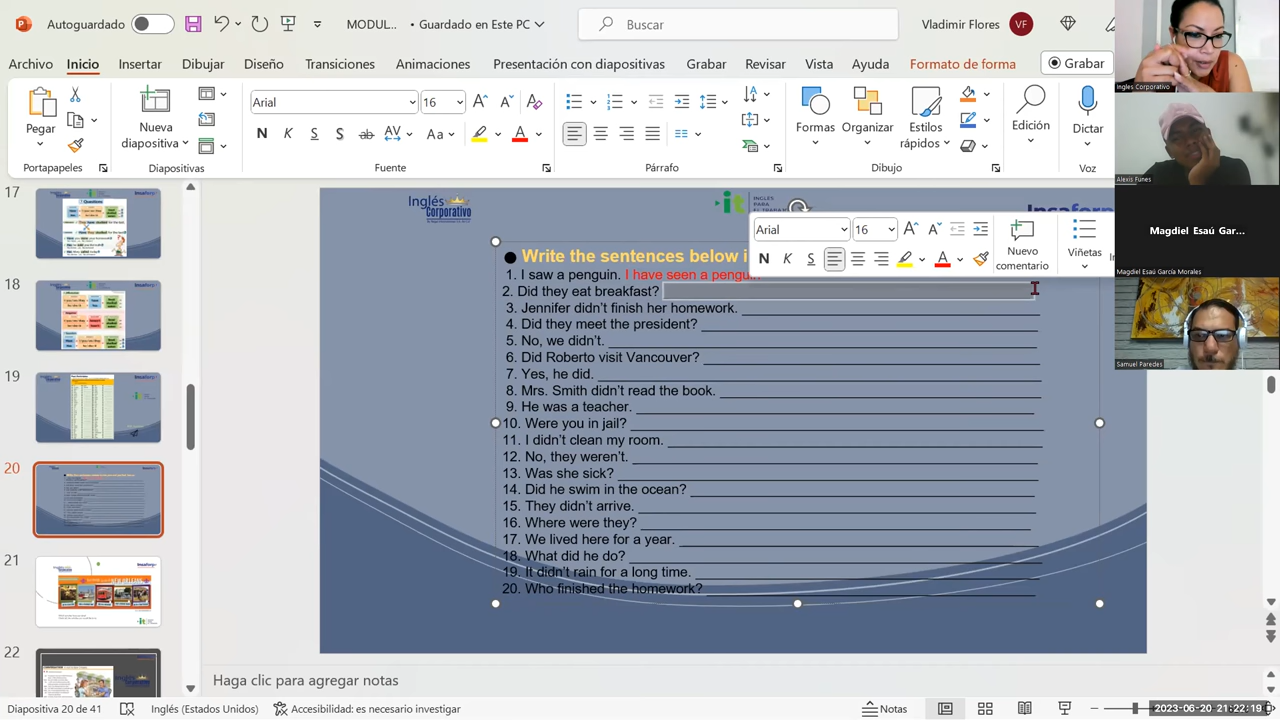 Autoguardado
MODUL... • Guardado en Este PC
Buscar
Vladimir Flores
VF
Archivo Inicio Insertar Dibujar Diseño Transiciones Animaciones Presentación con diapositivas Grabar Revisar Vista Ayuda Formato de forma
Grabar
Pegar
Nueva diapositiva
Arial 16
N K S S ab AV Aa A
Formas Organizar Estilos rápidos Edición Dictar
Portapapeles Diapositivas Fuente Párrafo Dibujo Voz
Ingles Corporativo
Alexis Funes
Magdiel Esaú Gar...
Magdiel Esaú García Morales
Samuel Paredes
17
18
19
20
21
22
Inglés Corporativo
it
INGLÉS PARA
Insaforp
Arial 16
N K S
Nuevo comentario
Viñetas
Write the sentences below i
1. I saw a penguin. I have seen a penguin.
2. Did they eat breakfast?
3. Jennifer didn't finish her homework.
4. Did they meet the president?
5. No, we didn't.
6. Did Roberto visit Vancouver?
7. Yes, he did.
8. Mrs. Smith didn't read the book.
9. He was a teacher.
10. Were you in jail?
11. I didn't clean my room.
12. No, they weren't.
13. Was she sick?
14. Did he swim in the ocean?
15. They didn't arrive.
16. Where were they?
17. We lived here for a year.
18. What did he do?
19. It didn't rain for a long time.
20. Who finished the homework?
Haga clic para agregar notas
Diapositiva 20 de 41
Inglés (Estados Unidos)
Accesibilidad: es necesario investigar
Notas
2023-06-20 21:22:19